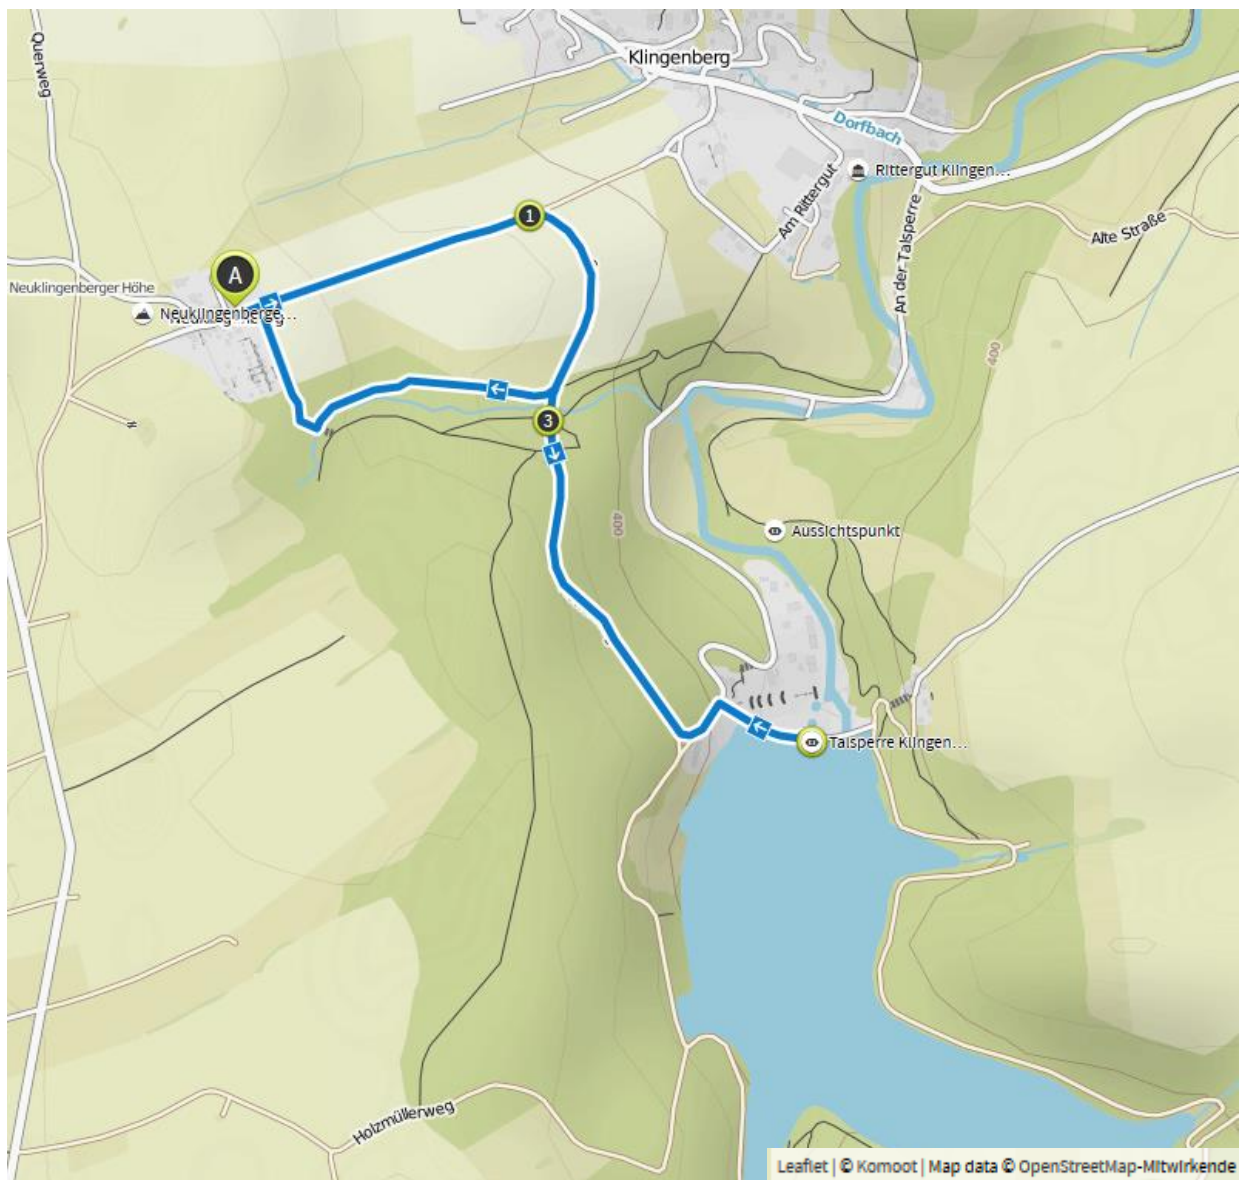 Querweg
Klingenberg
Dorfbach
Rittergut Klingen...
Am Rittergut
An der Talsperre
Alte Straße
1
A
Neuklingenberger Höhe
Neuklingenberge...
400
3
400
Aussichtspunkt
Talsperre Klingen...
Holzmüllerweg
Leaflet | © Komoot | Map data © OpenStreetMap-Mitwirkende